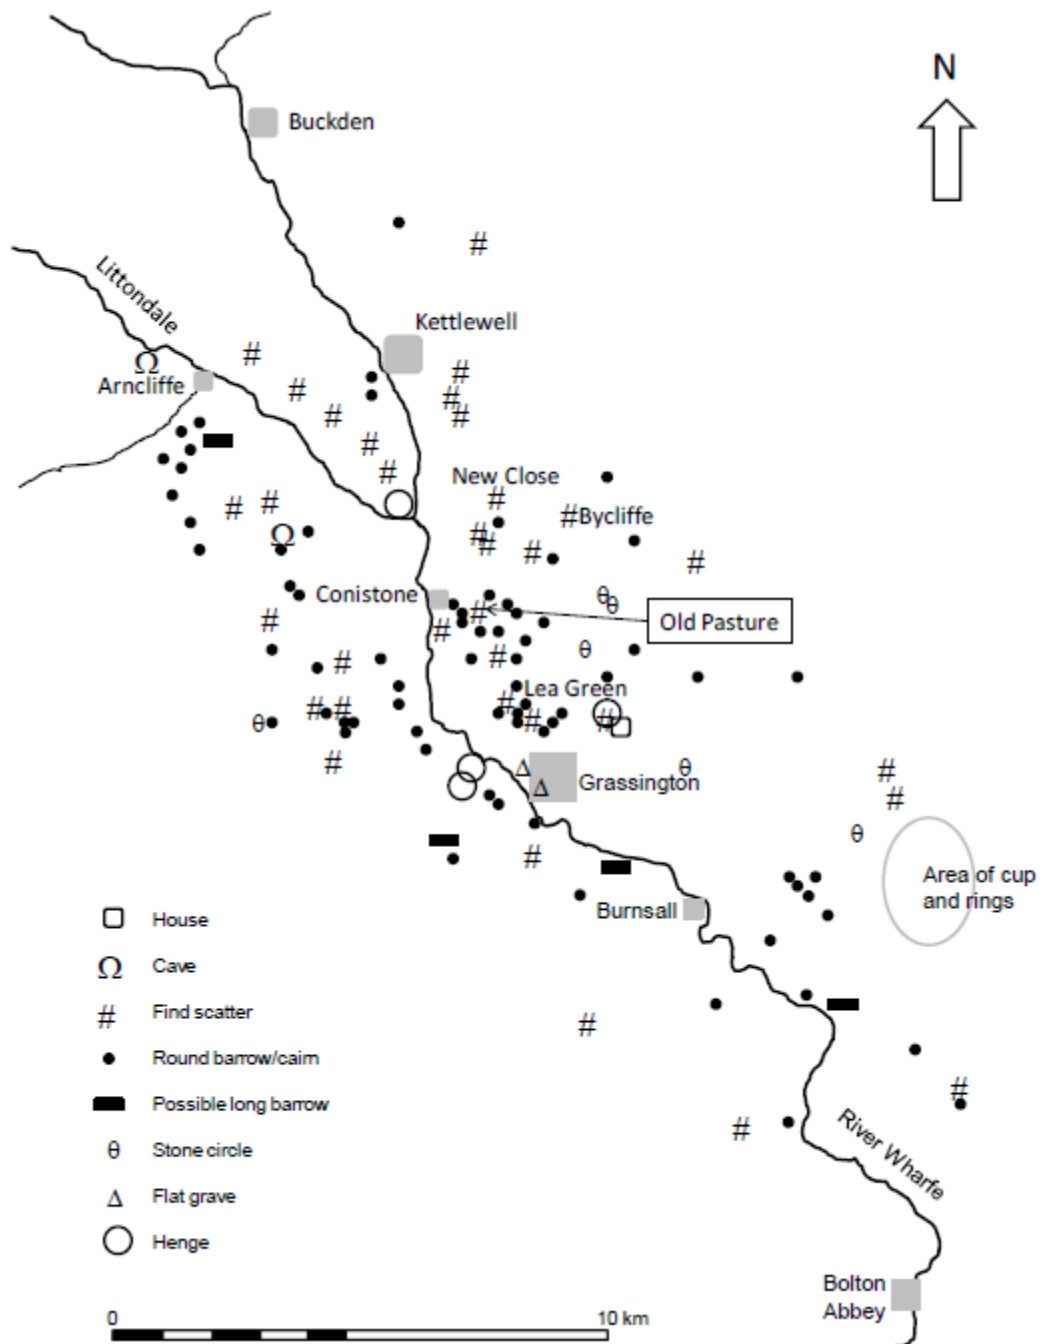 N
Buckden
Littondale
Kettlewell
Arncliffe
New Close
Bycliffe
Conistone
Old Pasture
Lea Green
Grassington
Area of cup
and rings
Burnsall
House
Ω Cave
# Find scatter
Round barrow/cairn
Possible long barrow
θ Stone circle
Δ Flat grave
Henge
River Wharfe
Bolton
Abbey
0 10 km